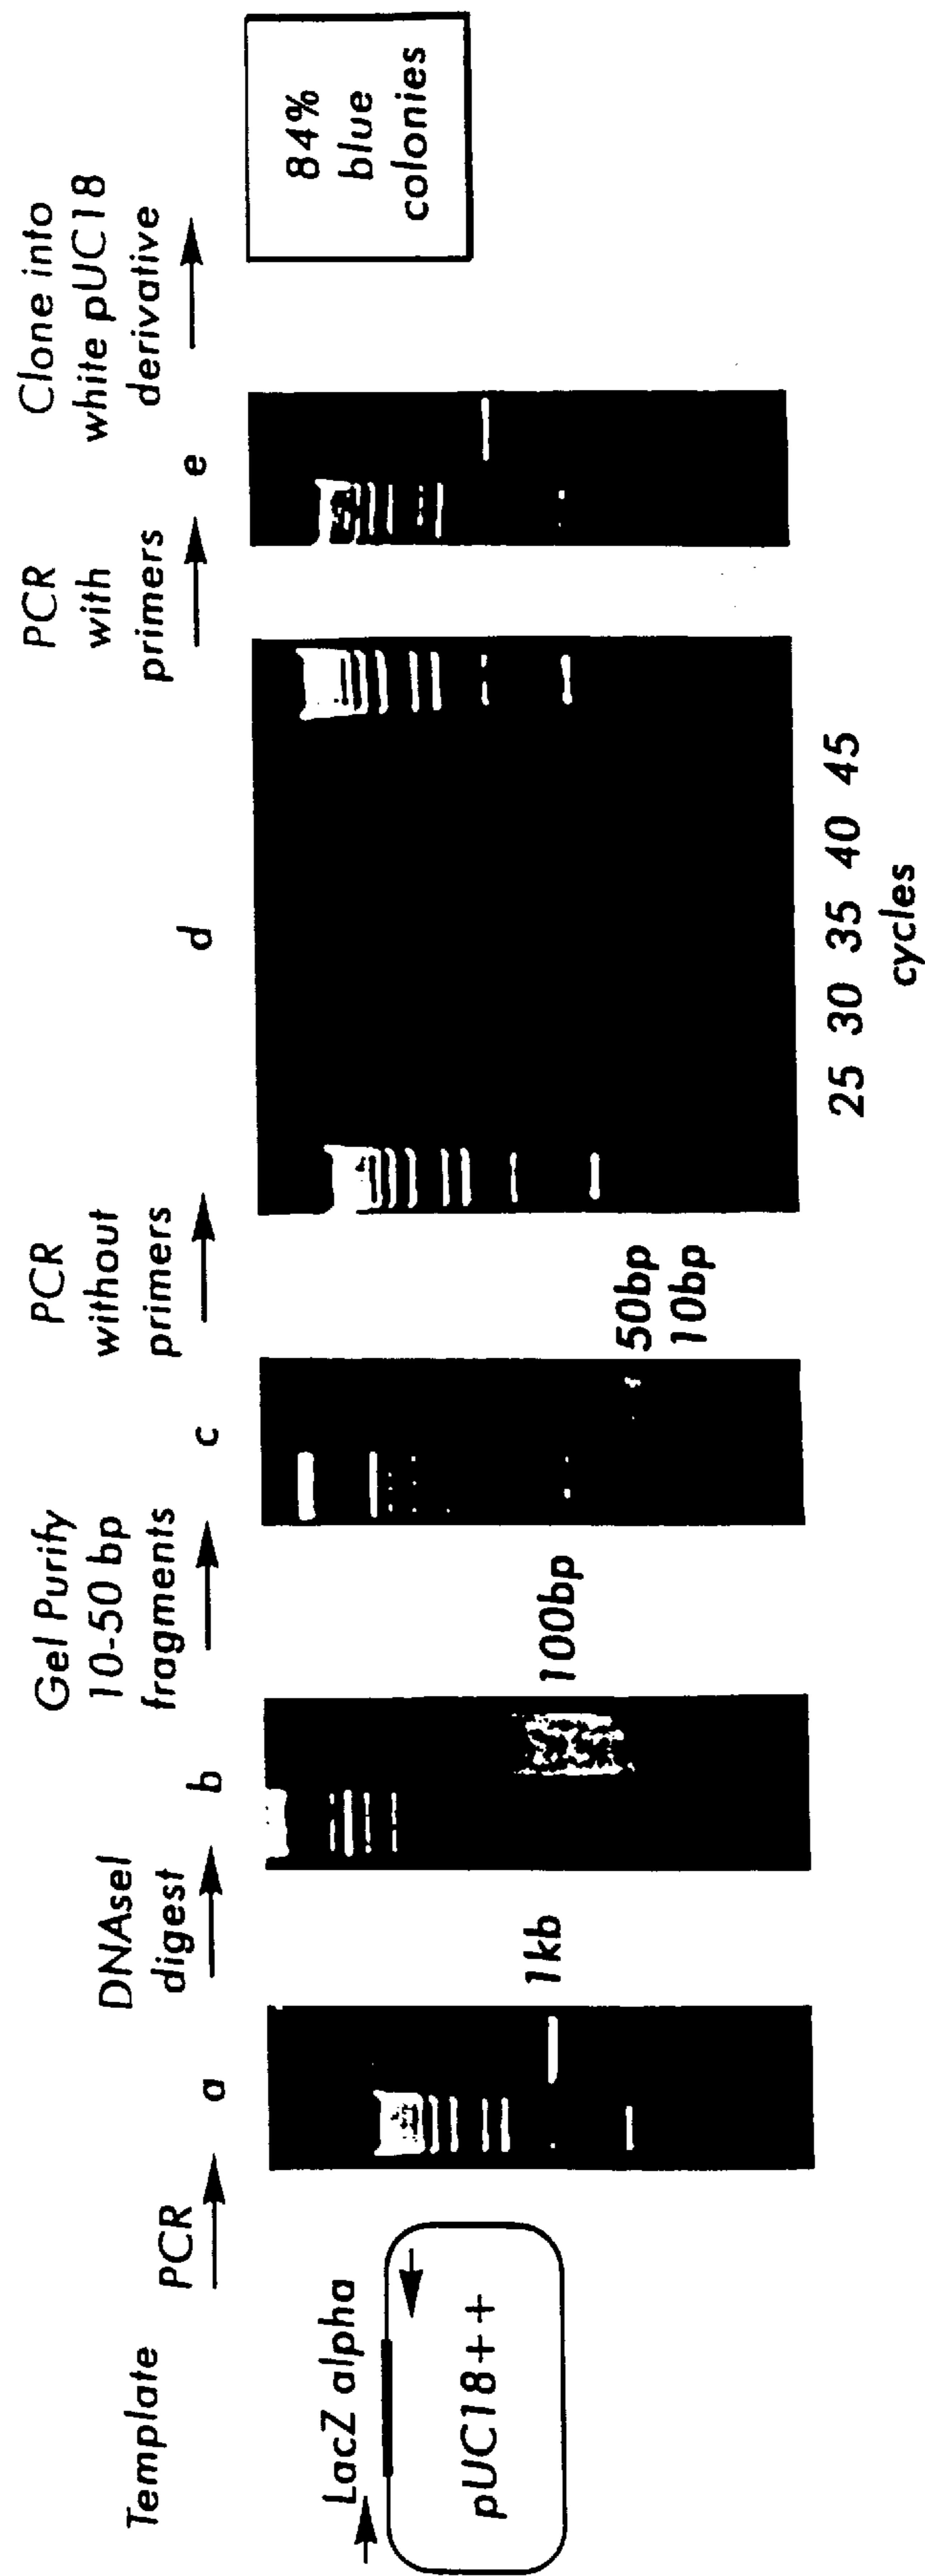 Template
LacZ alpha
pUC18++
PCR
a
1kb
DNAseI
digest
b
100bp
Gel Purify
10-50 bp
fragments
c
50bp
10bp
PCR
without
primers
d
25 30 35 40 45
cycles
PCR
with
primers
e
Clone into
white pUC18
derivative
84%
blue
colonies